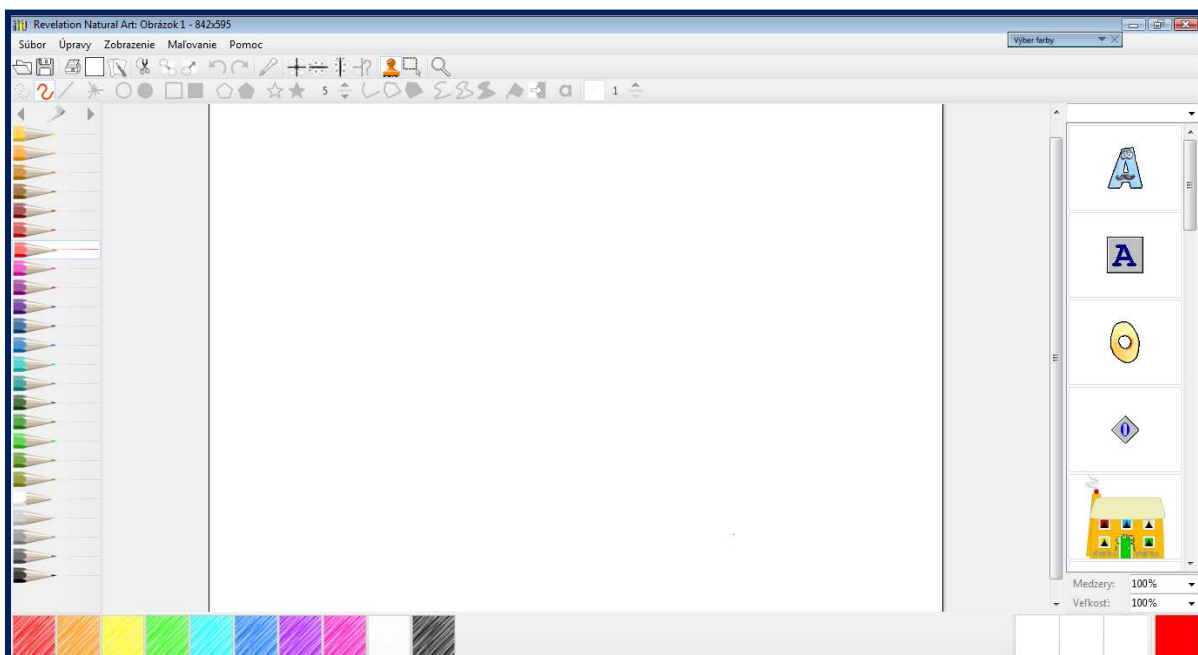 Revelation Natural Art: Obrázok 1 - 842x595
Súbor Úpravy Zobrazenie Maľovanie Pomoc
Výber farby
5
a
1
A
A
0
Medzery: 100%
Veľkosť: 100%